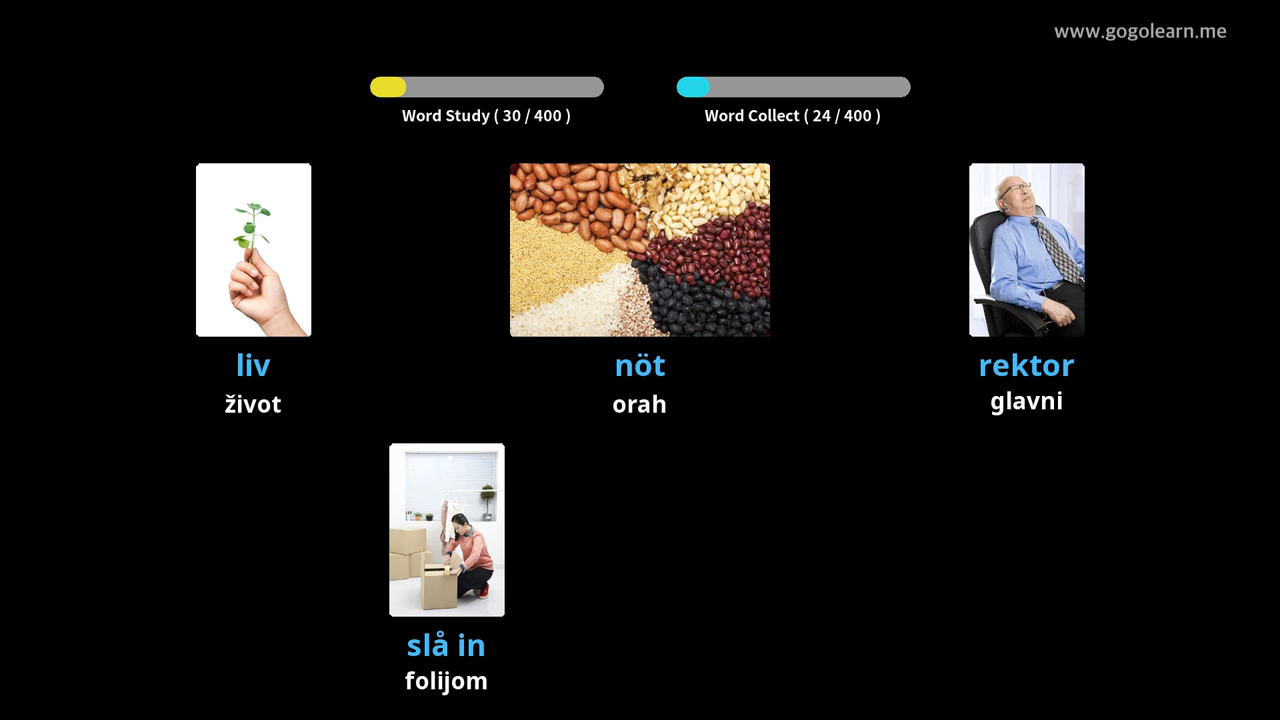 www.gogolearn.me
Word Study ( 30 / 400 )
Word Collect ( 24 / 400 )
liv
život
nöt
orah
rektor
glavni
slå in
folijom